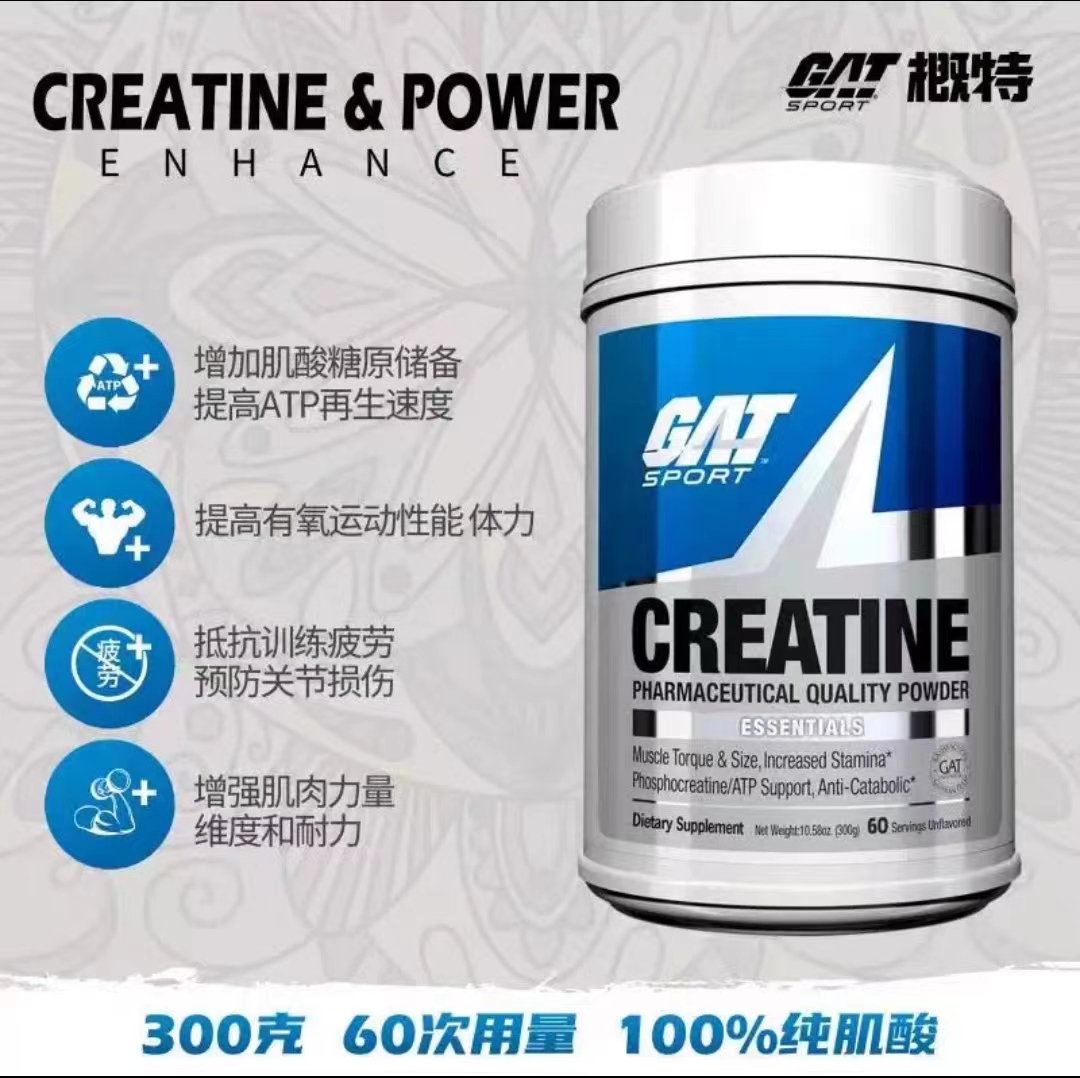 CREATINE & POWER
ENHANCE
GAT SPORT 概特
ATP
增加肌酸糖原储备
提高ATP再生速度
提高有氧运动性能 体力
疲劳
抵抗训练疲劳
预防关节损伤
增强肌肉力量
维度和耐力
GAT
SPORT
CREATINE
PHARMACEUTICAL QUALITY POWDER
ESSENTIALS
Muscle Torque & Size, Increased Stamina*
Phosphocreatine/ATP Support, Anti-Catabolic*
GAT
Dietary Supplement Net Weight:10.58oz. (300g) 60 Servings Unflavored
300克 60次用量 100%纯肌酸